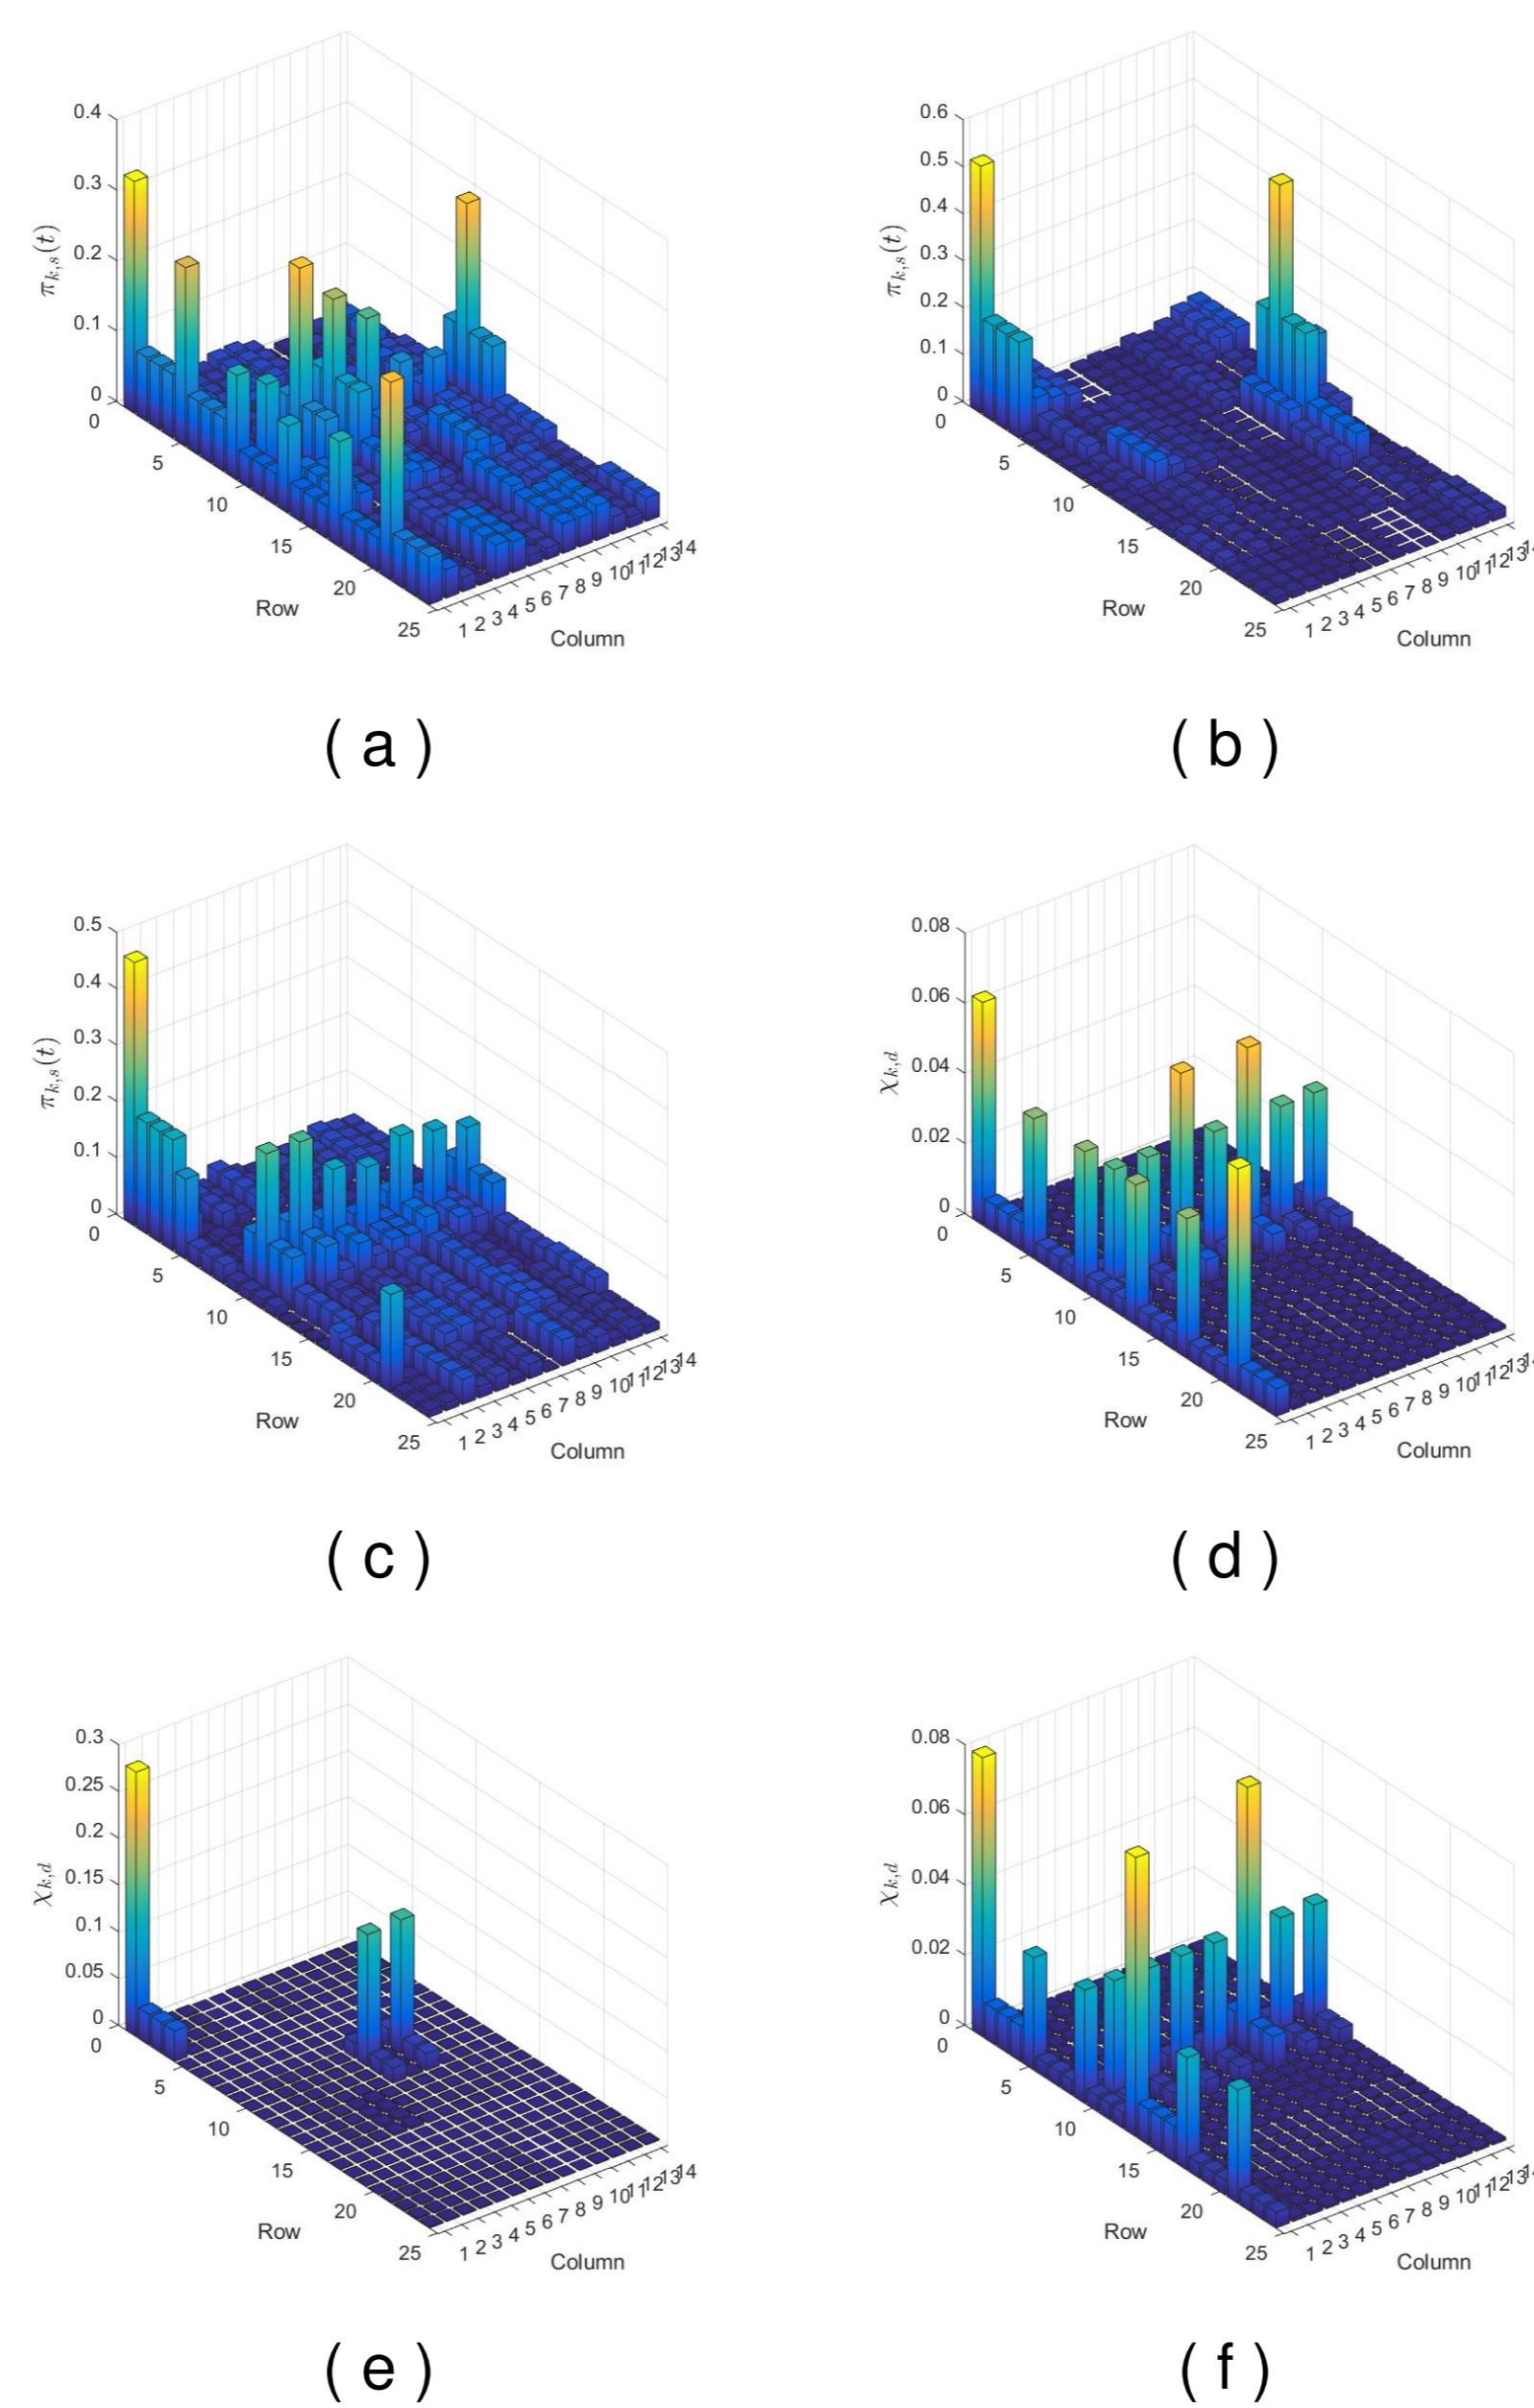 0.4
0.3
0.2
0.1
0
π_{k,s}(t)
0
5
10
15
20
25
Row
1 2 3 4 5 6 7 8 9 10 11 12 13 14
Column
( a )
0.6
0.5
0.4
0.3
0.2
0.1
0
π_{k,s}(t)
0
5
10
15
20
25
Row
1 2 3 4 5 6 7 8 9 10 11 12 13
Column
( b )
0.5
0.4
0.3
0.2
0.1
0
π_{k,s}(t)
0
5
10
15
20
25
Row
1 2 3 4 5 6 7 8 9 10 11 12 13 14
Column
( c )
0.08
0.06
0.04
0.02
0
χ_{k,d}
0
5
10
15
20
25
Row
1 2 3 4 5 6 7 8 9 10 11 12 13
Column
( d )
0.3
0.25
0.2
0.15
0.1
0.05
0
χ_{k,d}
0
5
10
15
20
25
Row
1 2 3 4 5 6 7 8 9 10 11 12 13 14
Column
( e )
0.08
0.06
0.04
0.02
0
χ_{k,d}
0
5
10
15
20
25
Row
1 2 3 4 5 6 7 8 9 10 11 12 13
Column
( f )